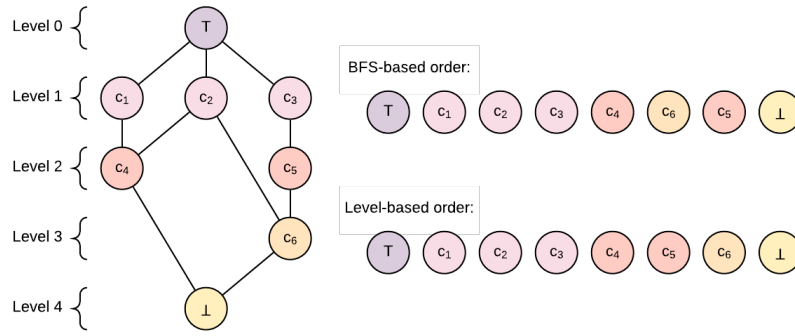 Level 0
T
BFS-based order:
Level 1
c₁ c₂ c₃
T c₁ c₂ c₃ c₄ c₆ c₅ ⊥
Level 2
c₄ c₅
Level-based order:
Level 3
c₆
T c₁ c₂ c₃ c₄ c₅ c₆ ⊥
Level 4
⊥